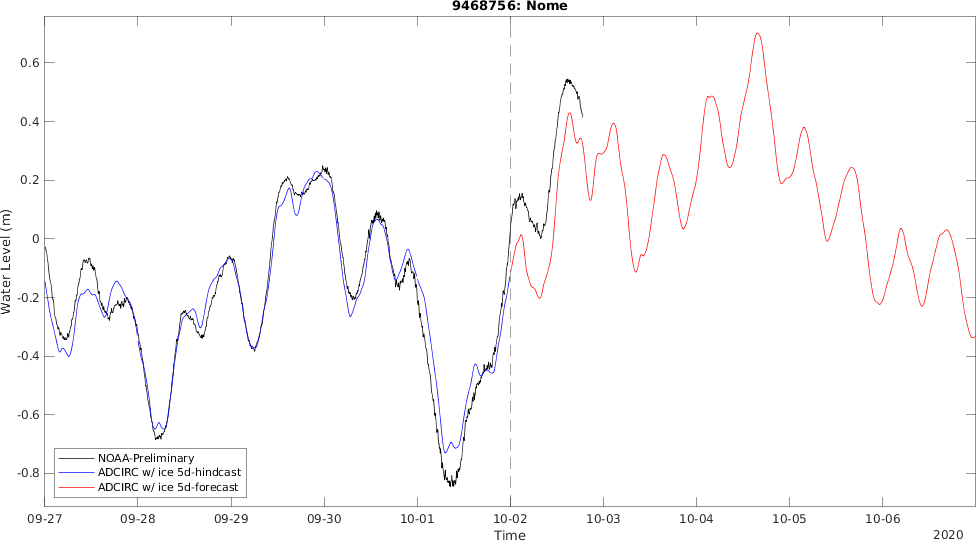 9468756: Nome
0.6
0.4
0.2
0
-0.2
-0.4
-0.6
-0.8
Water Level (m)
NOAA-Preliminary
ADCIRC w/ ice 5d-hindcast
ADCIRC w/ ice 5d-forecast
09-27 09-28 09-29 09-30 10-01 10-02 10-03 10-04 10-05 10-06
Time
2020